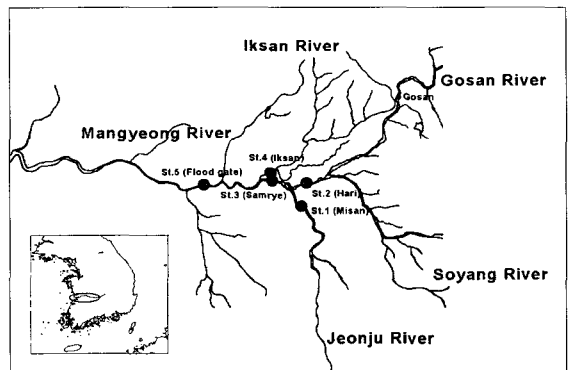 Iksan River
Gosan River
Gosan
Mangyeong River
St.4 (Iksan)
St.5 (Flood gate)
St.2 (Hari)
St.3 (Samrye)
St.1 (Misan)
Soyang River
Jeonju River